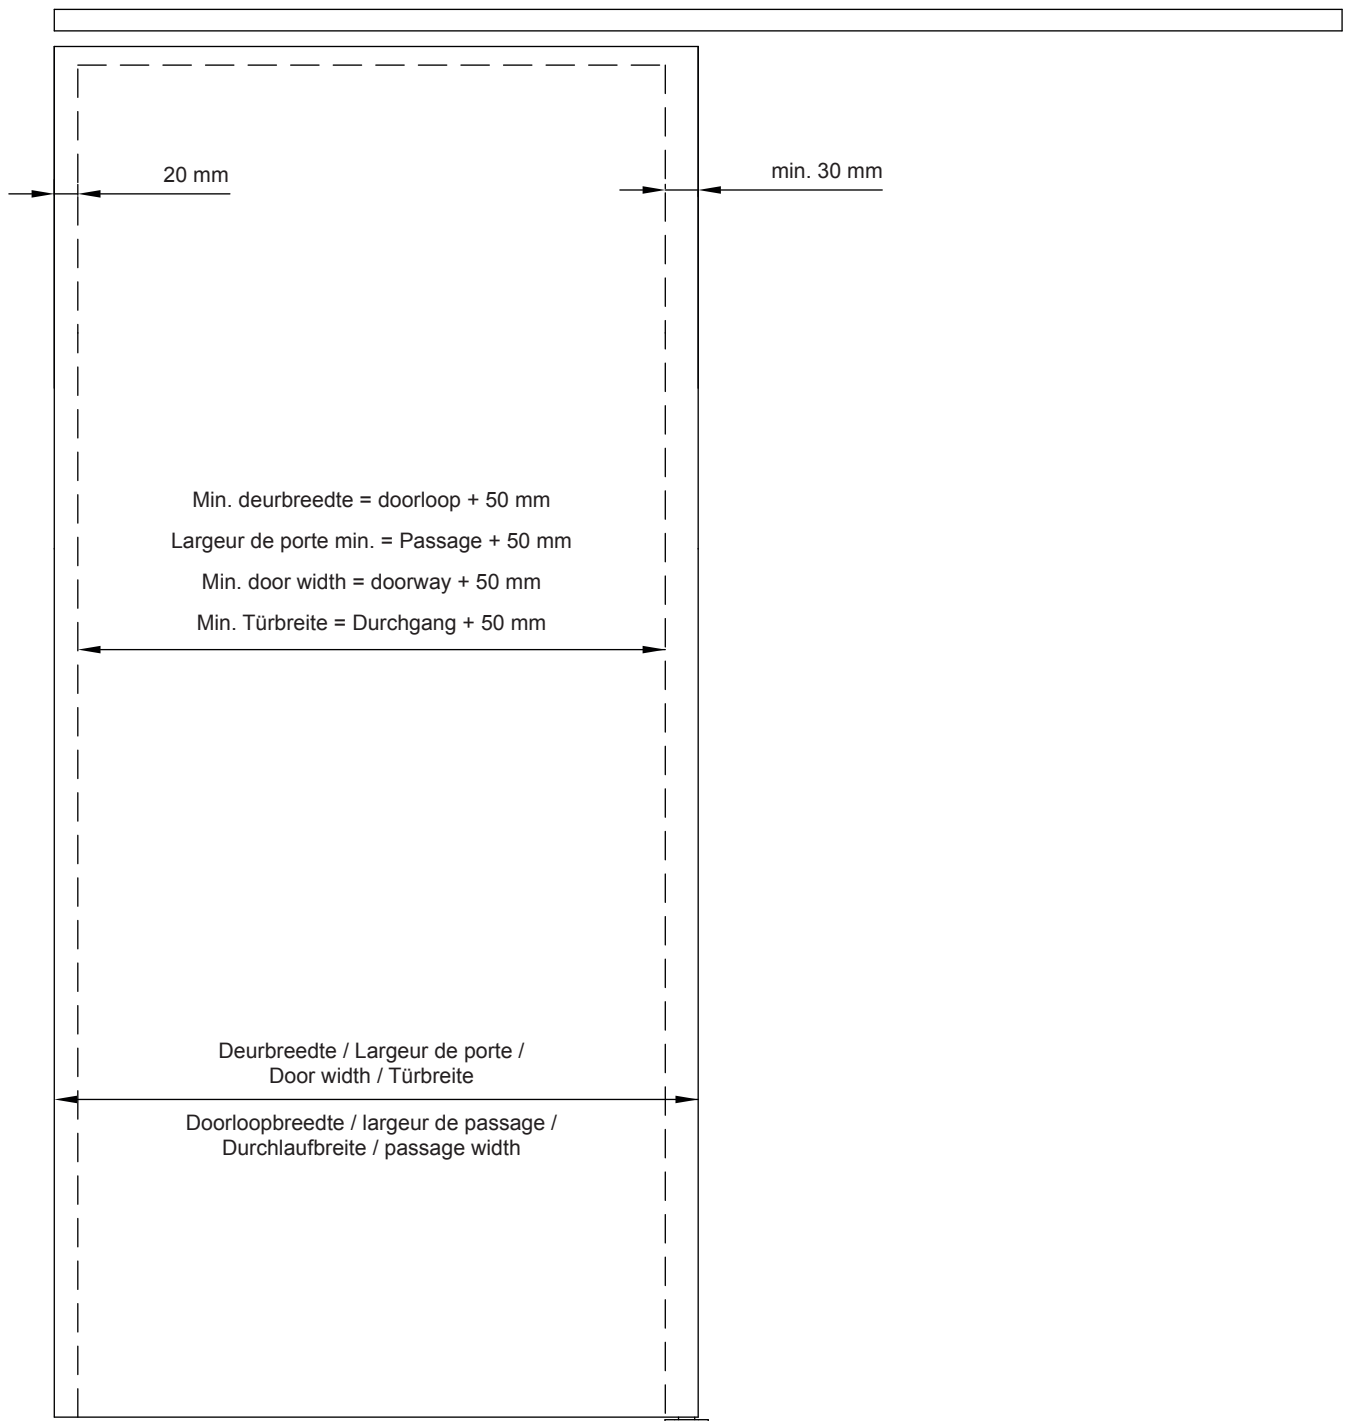 20 mm
min. 30 mm
Min. deurbreedte = doorloop + 50 mm
Largeur de porte min. = Passage + 50 mm
Min. door width = doorway + 50 mm
Min. Türbreite = Durchgang + 50 mm
Deurbreedte / Largeur de porte /
Door width / Türbreite
Doorloopbreedte / largeur de passage /
Durchlaufbreite / passage width